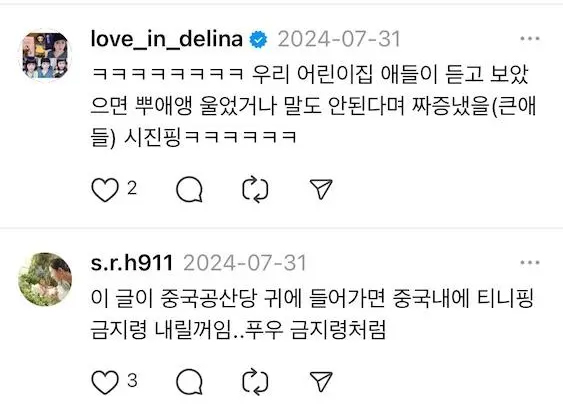 love_in_delina 2024-07-31
ㅋㅋㅋㅋㅋㅋㅋㅋ 우리 어린이집 애들이 듣고 보았
으면 뿌애앵 울었거나 말도 안된다며 짜증냈을(큰애
들) 시진핑ㅋㅋㅋㅋㅋㅋ
2
s.r.h911 2024-07-31
이 글이 중국공산당 귀에 들어가면 중국내에 티니핑
금지령 내릴꺼임..푸우 금지령처럼
3